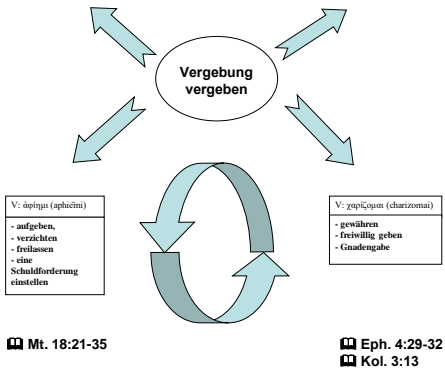 Vergebung
vergeben
V: ἀφίημι (aphieīmi)
- aufgeben,
- verzichten
- freilassen
- eine
Schuldforderung
einstellen
V: χαρίζομαι (charizomai)
- gewähren
- freiwillig geben
- Gnadengabe
🕮 Mt. 18:21-35
🕮 Eph. 4:29-32
🕮 Kol. 3:13